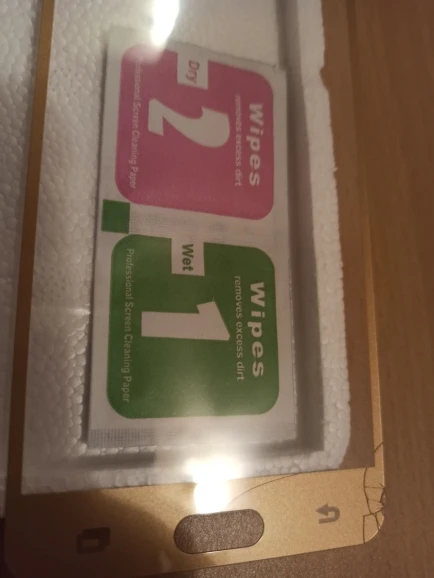 Wipes
removes excess dirt
Dry
2
Professional Screen Cleaning Paper
Wipes
removes excess dirt
Wet
1
Professional Screen Cleaning Paper